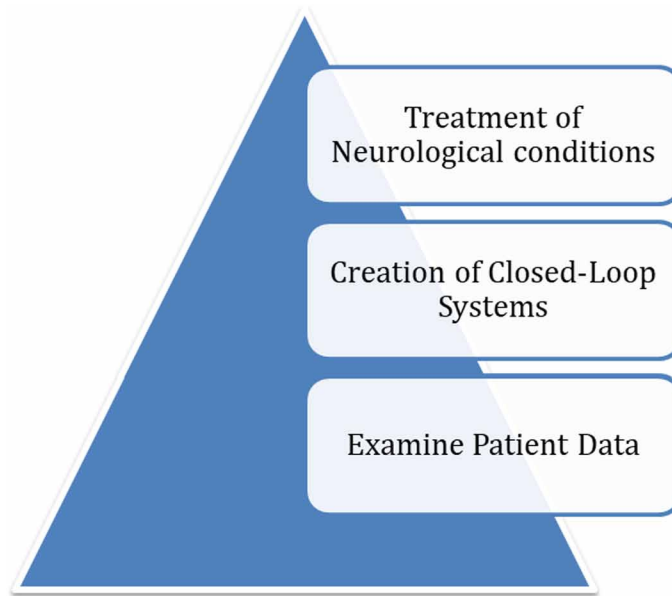 Treatment of
Neurological conditions
Creation of Closed-Loop
Systems
Examine Patient Data